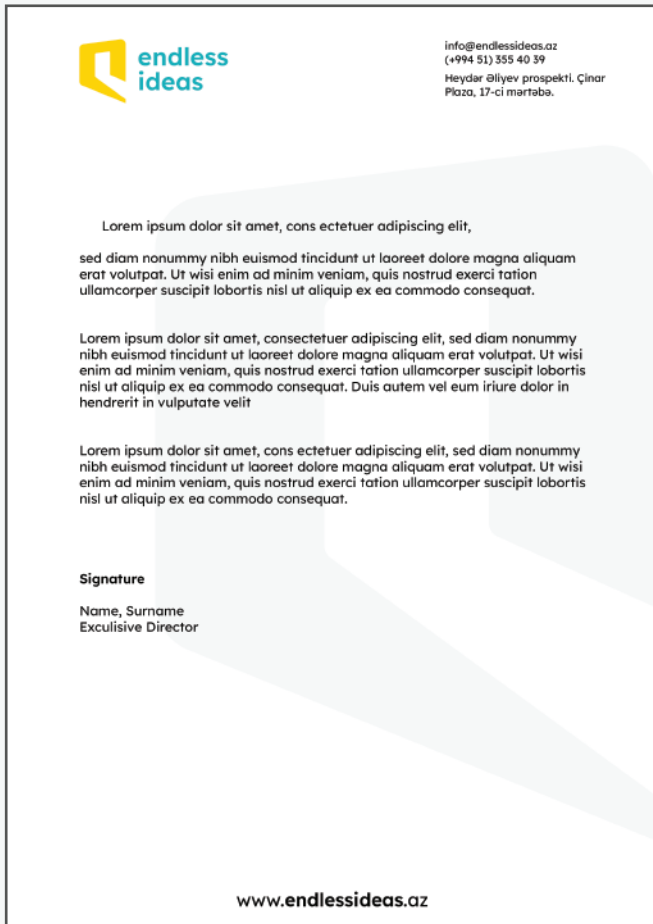 endless
ideas
info@endlessideas.az
(+994 51) 355 40 39
Heydər Əliyev prospekti. Çinar
Plaza, 17-ci mərtəbə.
Lorem ipsum dolor sit amet, cons ectetuer adipiscing elit,
sed diam nonummy nibh euismod tincidunt ut laoreet dolore magna aliquam
erat volutpat. Ut wisi enim ad minim veniam, quis nostrud exerci tation
ullamcorper suscipit lobortis nisl ut aliquip ex ea commodo consequat.
Lorem ipsum dolor sit amet, consectetuer adipiscing elit, sed diam nonummy
nibh euismod tincidunt ut laoreet dolore magna aliquam erat volutpat. Ut wisi
enim ad minim veniam, quis nostrud exerci tation ullamcorper suscipit lobortis
nisl ut aliquip ex ea commodo consequat. Duis autem vel eum iriure dolor in
hendrerit in vulputate velit
Lorem ipsum dolor sit amet, cons ectetuer adipiscing elit, sed diam nonummy
nibh euismod tincidunt ut laoreet dolore magna aliquam erat volutpat. Ut wisi
enim ad minim veniam, quis nostrud exerci tation ullamcorper suscipit lobortis
nisl ut aliquip ex ea commodo consequat.
Signature
Name, Surname
Exculisive Director
www.endlessideas.az